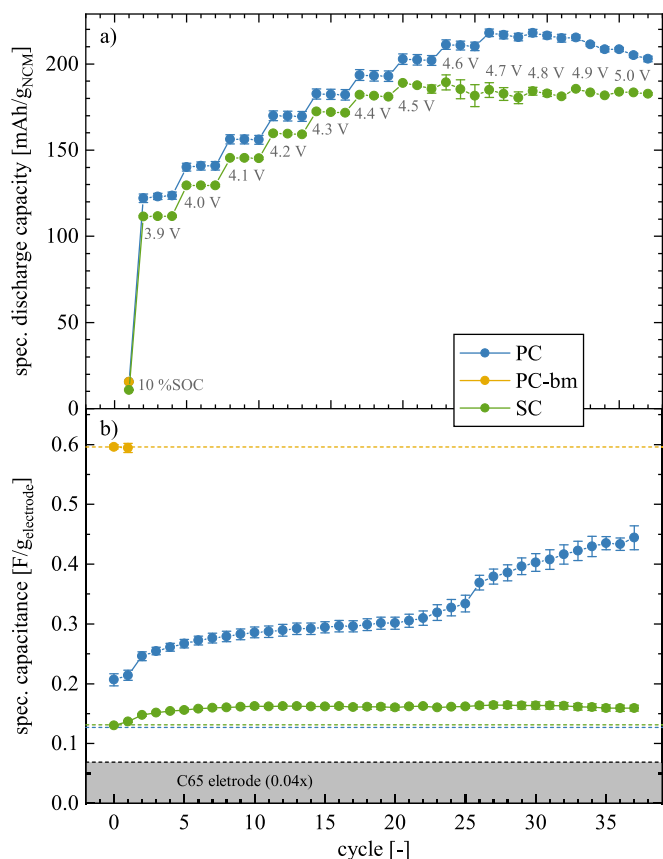 a)
spec. discharge capacity [mAh/gNCM]
200
150
100
50
0
10 %SOC
3.9 V
4.0 V
4.1 V
4.2 V
4.3 V
4.4 V
4.5 V
4.6 V
4.7 V
4.8 V
4.9 V
5.0 V
PC
PC-bm
SC
b)
spec. capacitance [F/gelectrode]
0.6
0.5
0.4
0.3
0.2
0.1
0.0
C65 eletrode (0.04x)
0 5 10 15 20 25 30 35
cycle [-]